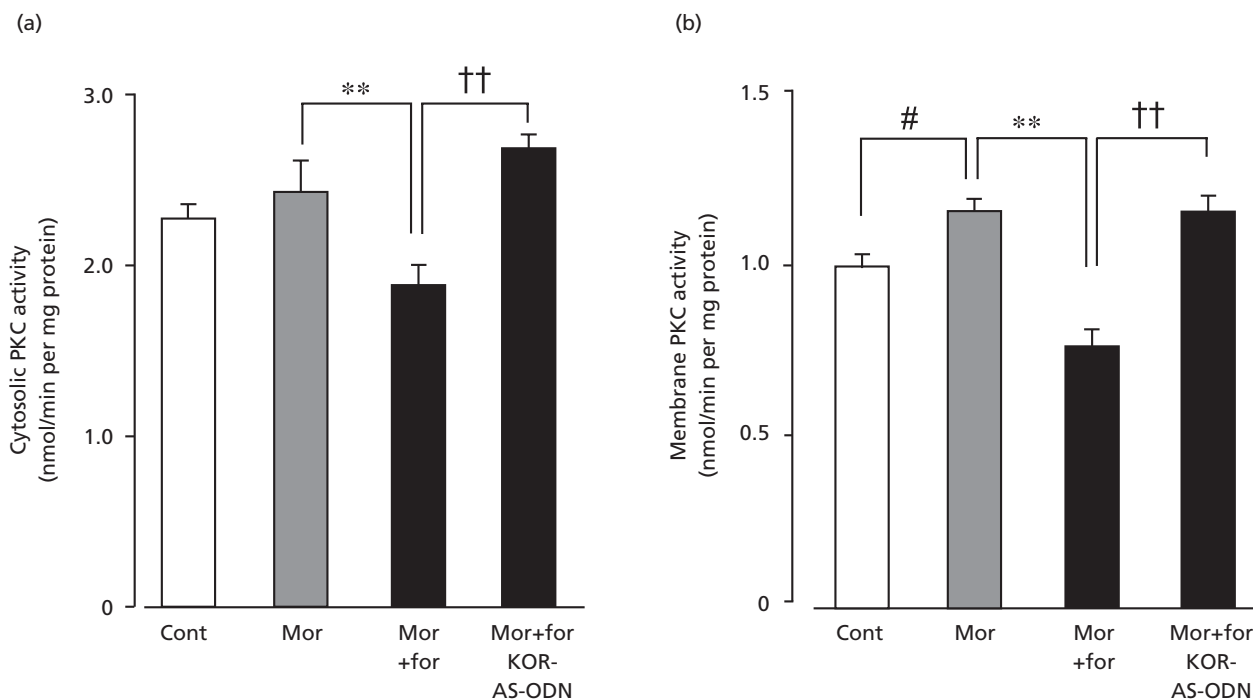 (a)
Cytosolic PKC activity
(nmol/min per mg protein)
3.0
2.0
1.0
0
**
††
Cont
Mor
Mor
+for
Mor+for
KOR-
AS-ODN
(b)
Membrane PKC activity
(nmol/min per mg protein)
1.5
1.0
0.5
0
#
**
††
Cont
Mor
Mor
+for
Mor+for
KOR-
AS-ODN